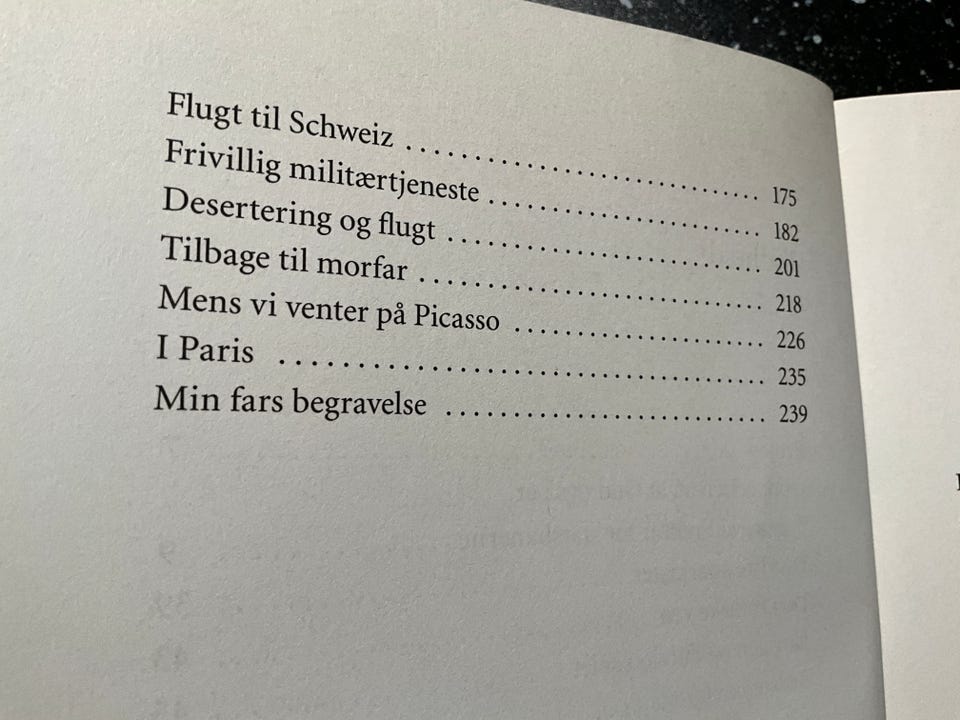 Flugt til Schweiz . . . . . . . . . . . . . . . . . . . . . . . . . . 175
Frivillig militærtjeneste . . . . . . . . . . . . . . . . . . . . 182
Desertering og flugt . . . . . . . . . . . . . . . . . . . . . . . 201
Tilbage til morfar . . . . . . . . . . . . . . . . . . . . . . . . . 218
Mens vi venter på Picasso . . . . . . . . . . . . . . . . . . 226
I Paris . . . . . . . . . . . . . . . . . . . . . . . . . . . . . . . . . 235
Min fars begravelse . . . . . . . . . . . . . . . . . . . . . . . 239